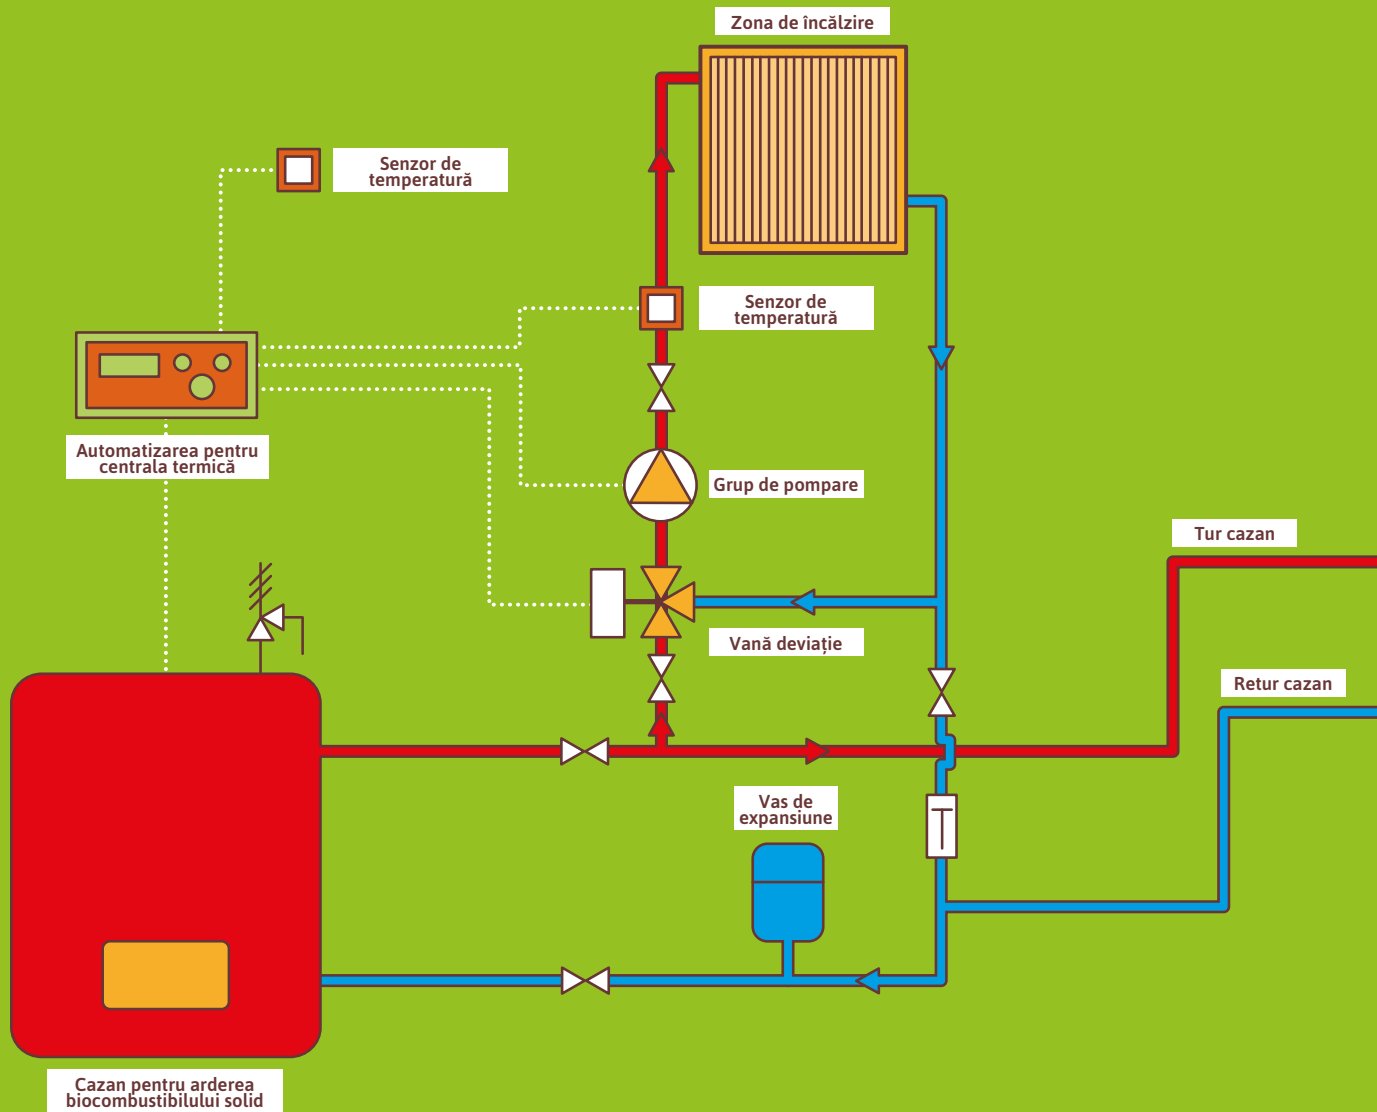 Zona de încălzire
Senzor de
temperatură
Senzor de
temperatură
Automatizarea pentru
centrala termică
Grup de pompare
Tur cazan
Vană deviație
Retur cazan
Vas de
expansiune
Cazan pentru arderea
biocombustibilului solid